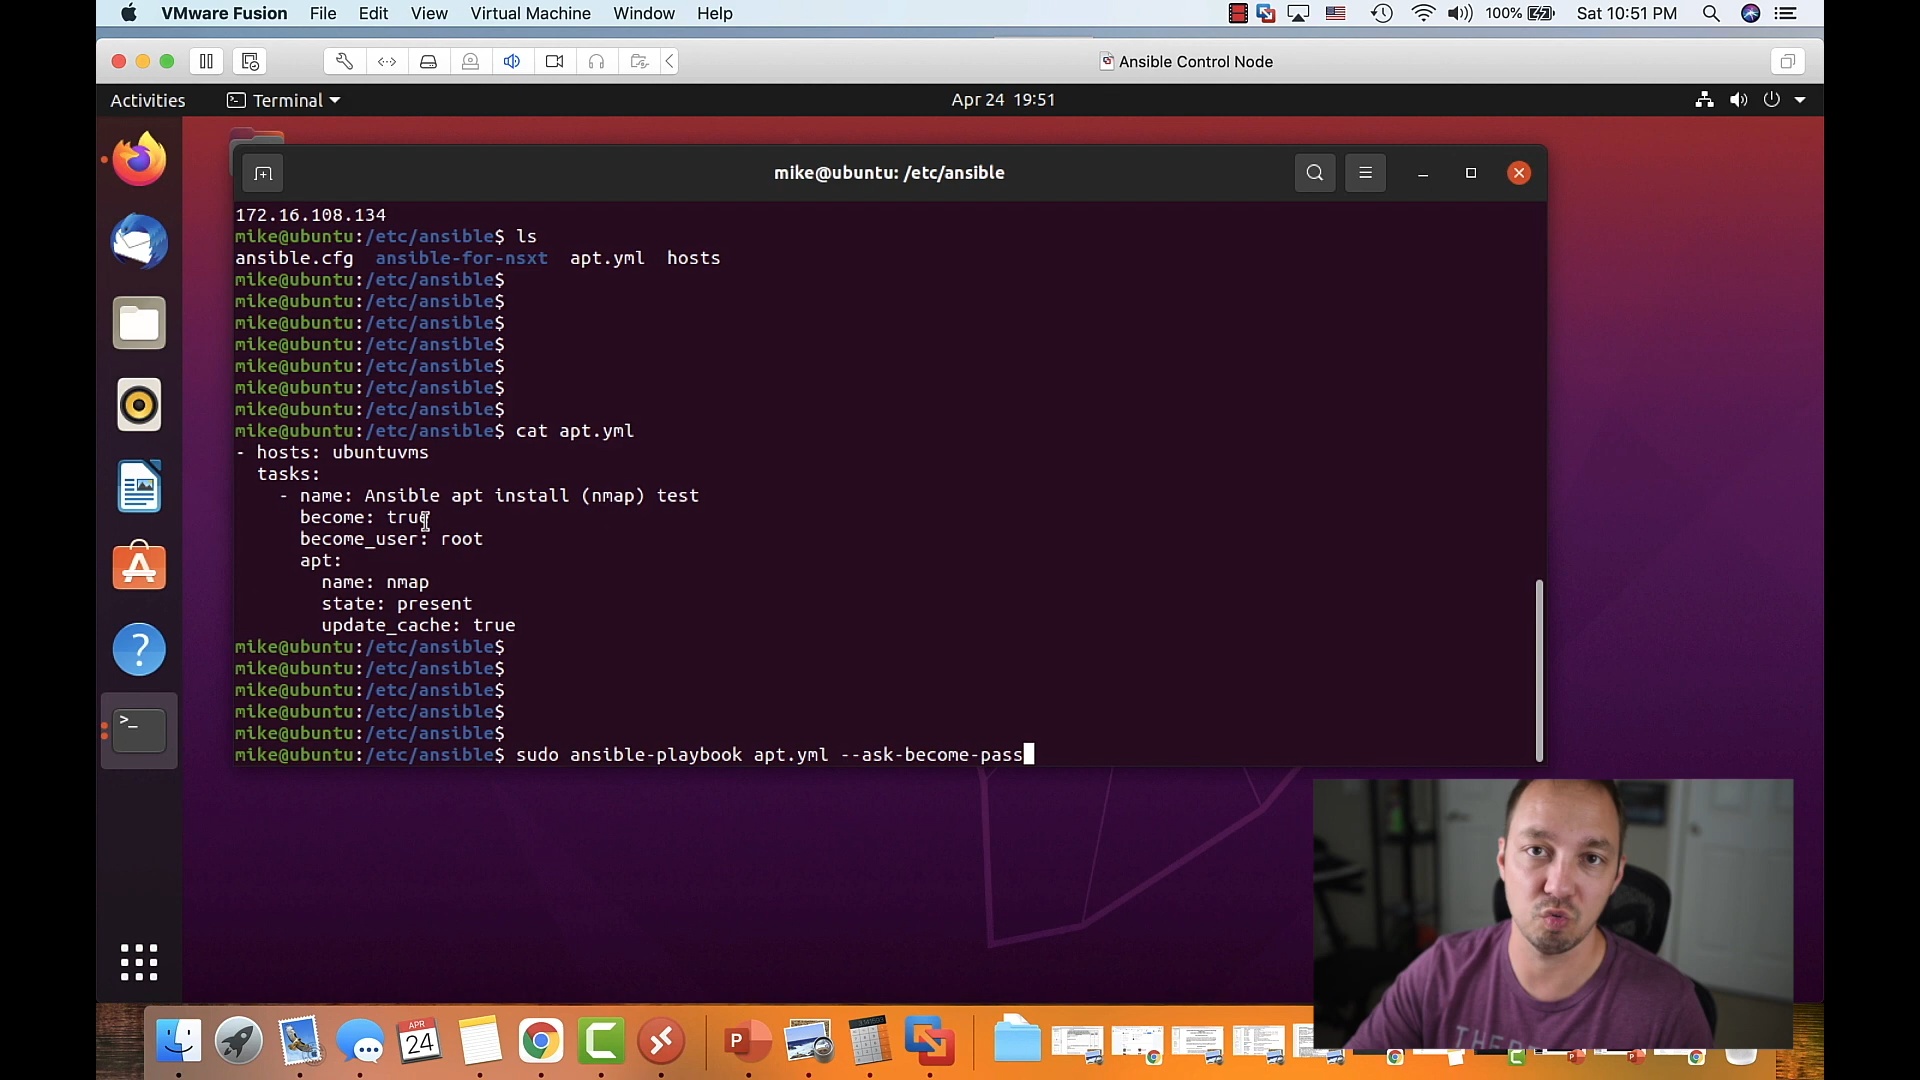 VMware Fusion File Edit View Virtual Machine Window Help 100% Sat 10:51 PM
Ansible Control Node
Activities Terminal Apr 24 19:51
mike@ubuntu: /etc/ansible
172.16.108.134
mike@ubuntu:/etc/ansible$ ls
ansible.cfg ansible-for-nsxt apt.yml hosts
mike@ubuntu:/etc/ansible$
mike@ubuntu:/etc/ansible$
mike@ubuntu:/etc/ansible$
mike@ubuntu:/etc/ansible$
mike@ubuntu:/etc/ansible$
mike@ubuntu:/etc/ansible$
mike@ubuntu:/etc/ansible$
mike@ubuntu:/etc/ansible$ cat apt.yml
- hosts: ubuntuvms
tasks:
- name: Ansible apt install (nmap) test
become: true
become_user: root
apt:
name: nmap
state: present
update_cache: true
mike@ubuntu:/etc/ansible$
mike@ubuntu:/etc/ansible$
mike@ubuntu:/etc/ansible$
mike@ubuntu:/etc/ansible$
mike@ubuntu:/etc/ansible$
mike@ubuntu:/etc/ansible$ sudo ansible-playbook apt.yml --ask-become-pass
APR
24